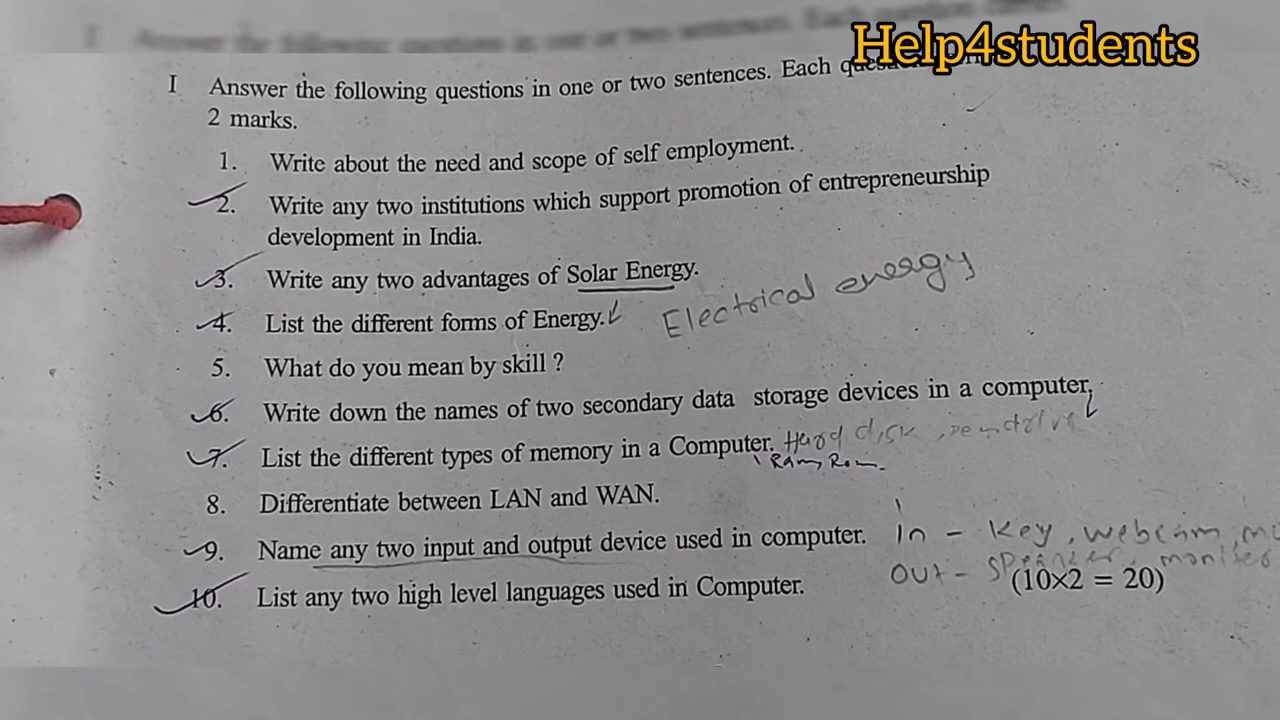 Help4students
I Answer the following questions in one or two sentences. Each
2 marks.
1. Write about the need and scope of self employment.
2. Write any two institutions which support promotion of entrepreneurship
development in India.
3. Write any two advantages of Solar Energy.
4. List the different forms of Energy. Electrical energy
5. What do you mean by skill ?
6. Write down the names of two secondary data storage devices in a computer.
7. List the different types of memory in a Computer. Hard disk,
Ram, Rom
8. Differentiate between LAN and WAN.
9. Name any two input and output device used in computer. in - key, webcam,
out - moniter
10. List any two high level languages used in Computer. (10×2 = 20)